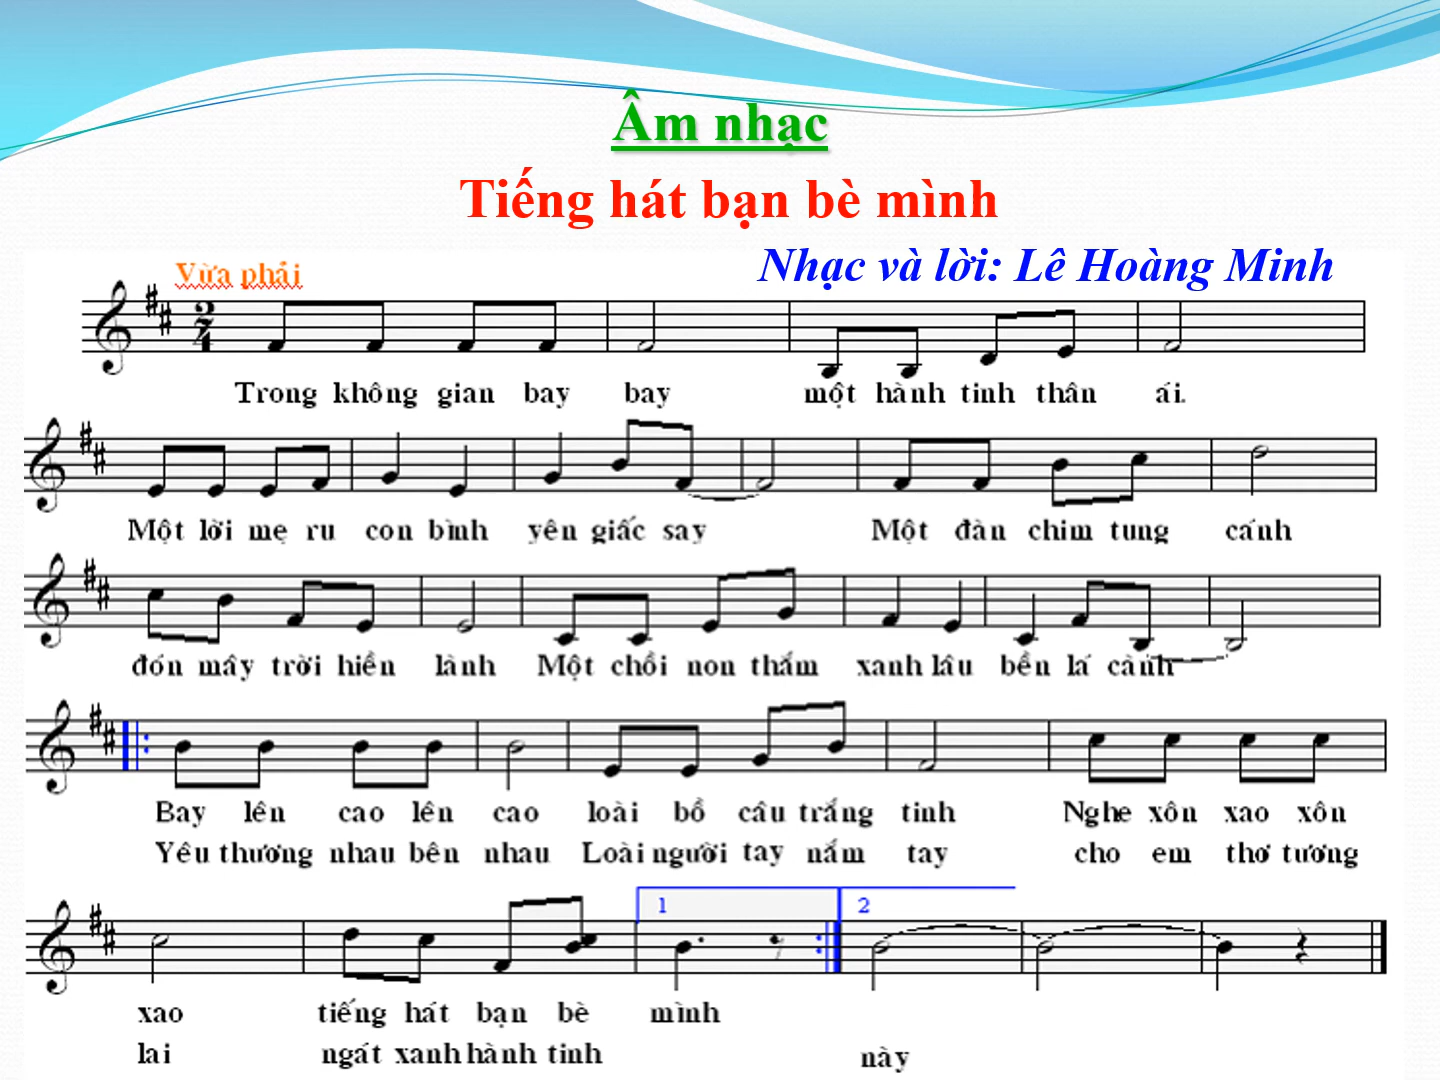 Âm nhạc
Tiếng hát bạn bè mình
Nhạc và lời: Lê Hoàng Minh
Vừa phải
2
4
Trong không gian bay bay một hành tinh thân ái.
Một lời mẹ ru con bình yên giấc say Một đàn chim tung cánh
đón mây trời hiền lành Một chồi non thắm xanh lâu bền lá cành
Bay lên cao lên cao loài bồ câu trắng tinh Nghe xôn xao xôn
Yêu thương nhau bên nhau Loài người tay nắm tay cho em thơ tương
1 2
xao tiếng hát bạn bè mình
lai ngát xanh hành tinh này